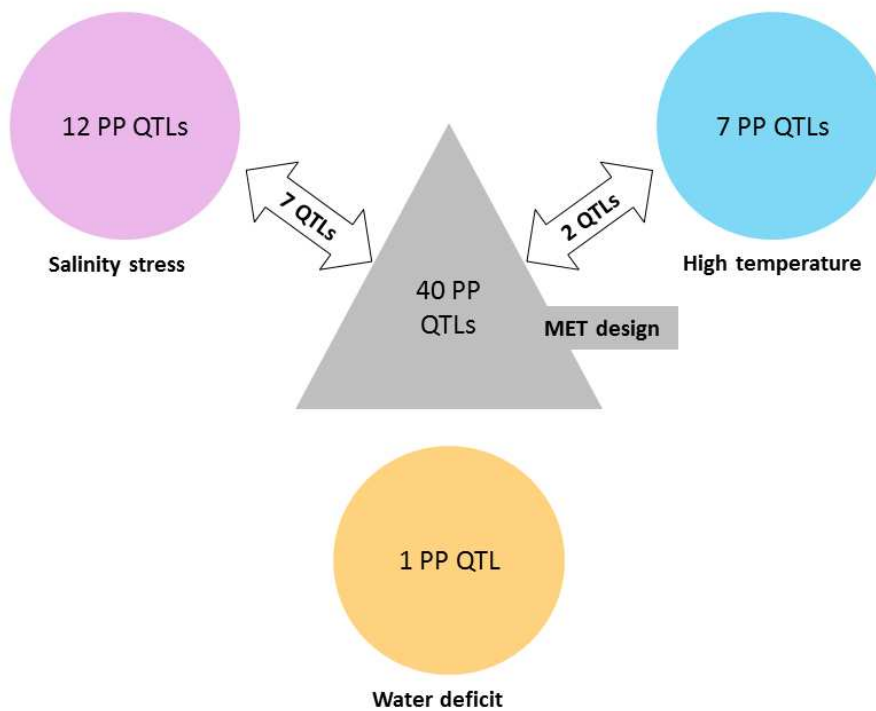 12 PP QTLs
7 PP QTLs
7 QTLs
2 QTLs
Salinity stress
High temperature
40 PP
QTLs
MET design
1 PP QTL
Water deficit